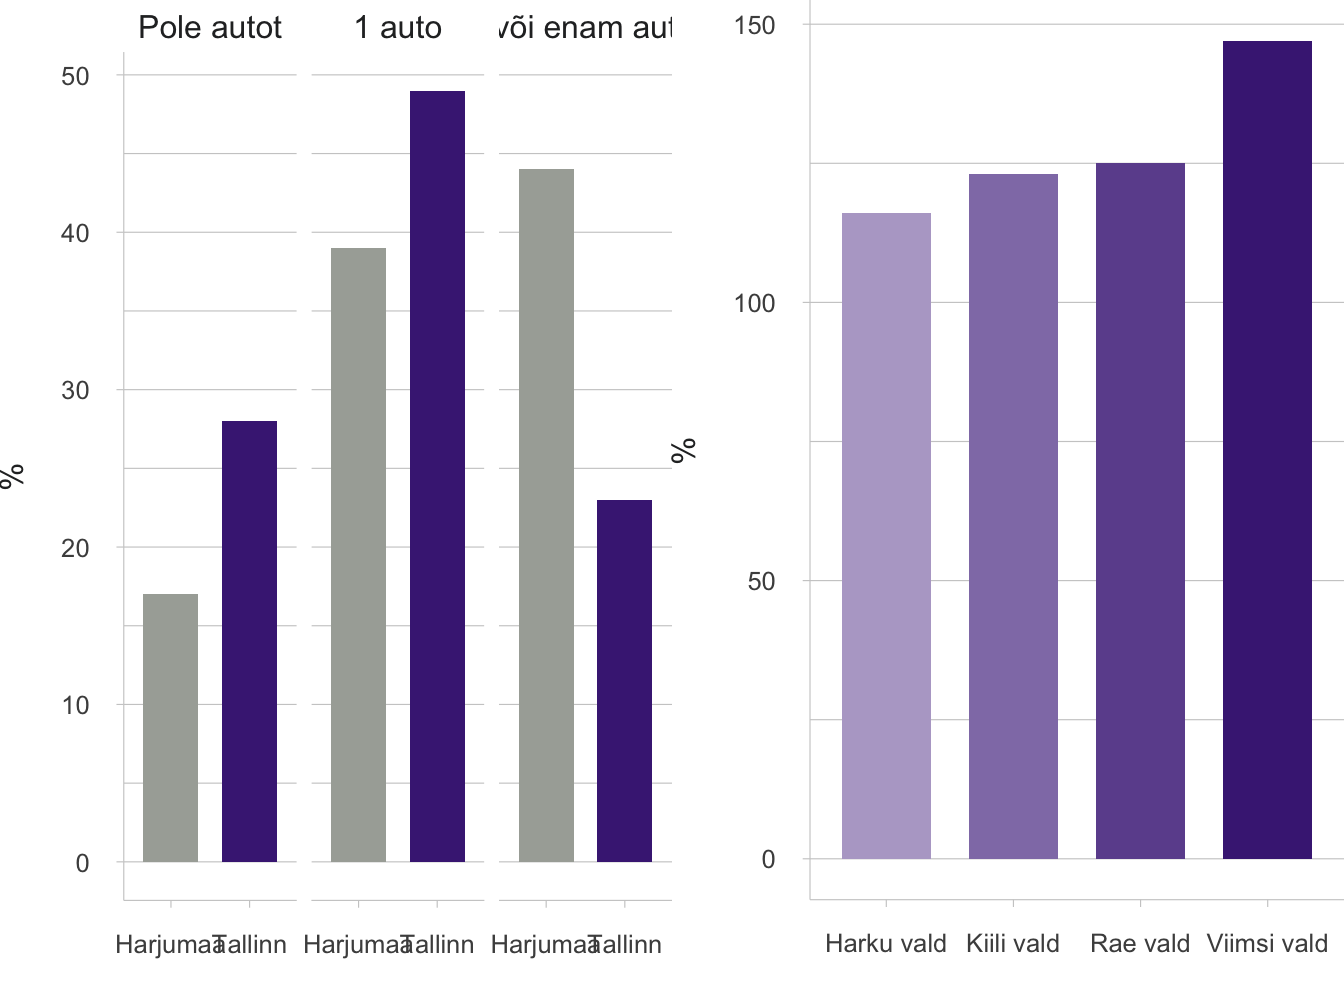 Pole autot
1 auto
või enam aut
50
40
30
20
10
0
%
Harjumaa
Tallinn
Harjumaa
Tallinn
Harjumaa
Tallinn
150
100
50
0
%
Harku vald
Kiili vald
Rae vald
Viimsi vald